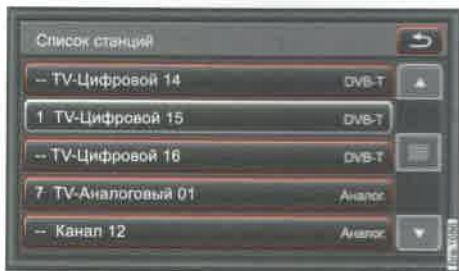 Список станций
-- TV-Цифровой 14 DVB-T
1 TV-Цифровой 15 DVB-T
-- TV-Цифровой 16 DVB-T
7 TV-Аналоговый 01 Аналог.
-- Канал 12 Аналог.